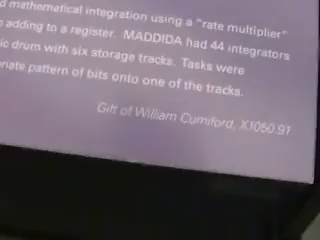 d mathematical integration using a "rate multiplier"
adding to a register. MADDIDA had 44 integrators
ic drum with six storage tracks. Tasks were
riate pattern of bits onto one of the tracks.
Gift of William Cumiford, X1050.91